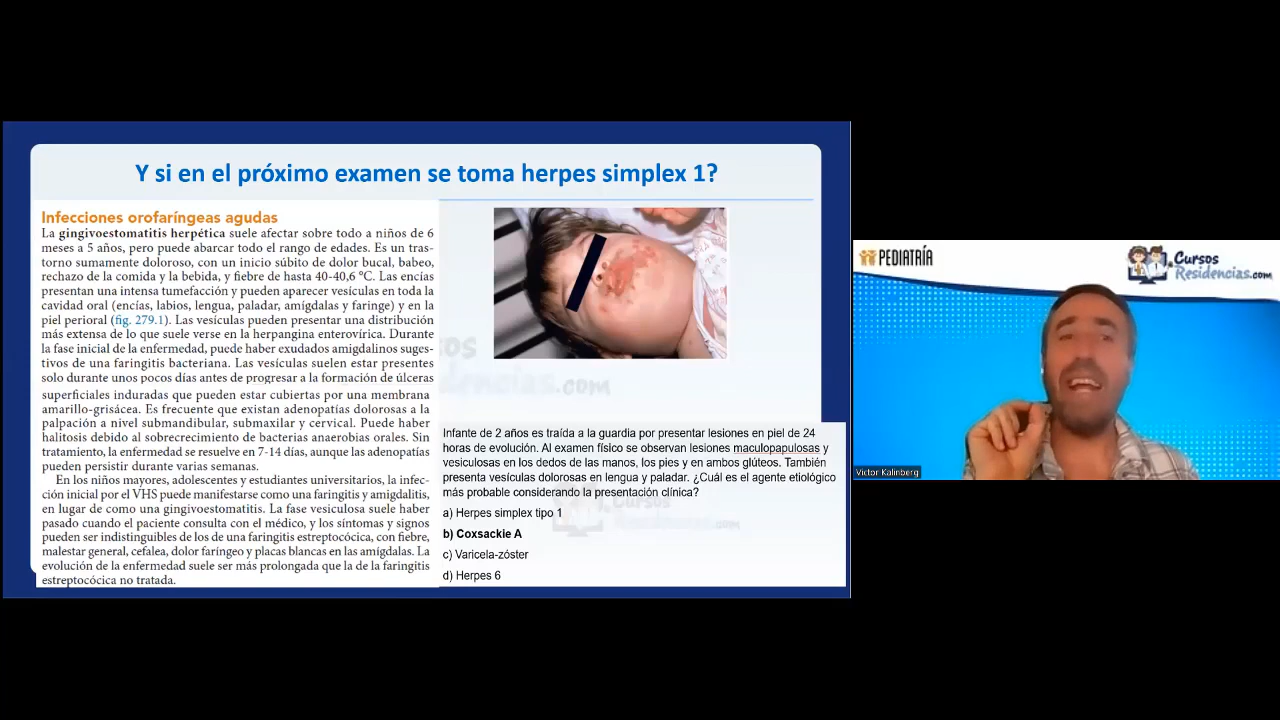 Y si en el próximo examen se toma herpes simplex 1?
Infecciones orofaríngeas agudas
La gingivoestomatitis herpética suele afectar sobre todo a niños de 6
meses a 5 años, pero puede abarcar todo el rango de edades. Es un tras-
torno sumamente doloroso, con un inicio súbito de dolor bucal, babeo,
rechazo de la comida y la bebida, y fiebre de hasta 40-40,6 °C. Las encías
presentan una intensa tumefacción y pueden aparecer vesículas en toda la
cavidad oral (encías, labios, lengua, paladar, amígdalas y faringe) y en la
piel perioral (fig. 279.1). Las vesículas pueden presentar una distribución
más extensa de lo que suele verse en la herpangina enterovírica. Durante
la fase inicial de la enfermedad, puede haber exudados amigdalinos suges-
tivos de una faringitis bacteriana. Las vesículas suelen estar presentes
solo durante unos pocos días antes de progresar a la formación de úlceras
superficiales induradas que pueden estar cubiertas por una membrana
amarillo-grisácea. Es frecuente que existan adenopatías dolorosas a la
palpación a nivel submandibular, submaxilar y cervical. Puede haber
halitosis debido al sobrecrecimiento de bacterias anaerobias orales. Sin
tratamiento, la enfermedad se resuelve en 7-14 días, aunque las adenopatías
pueden persistir durante varias semanas.
En los niños mayores, adolescentes y estudiantes universitarios, la infec-
ción inicial por el VHS puede manifestarse como una faringitis y amigdalitis,
en lugar de como una gingivoestomatitis. La fase vesiculosa suele haber
pasado cuando el paciente consulta con el médico, y los síntomas y signos
pueden ser indistinguibles de los de una faringitis estreptocócica, con fiebre,
malestar general, cefalea, dolor faríngeo y placas blancas en las amígdalas. La
evolución de la enfermedad suele ser más prolongada que la de la faringitis
estreptocócica no tratada.
Infante de 2 años es traída a la guardia por presentar lesiones en piel de 24
horas de evolución. Al examen físico se observan lesiones maculopapulosas y
vesiculosas en los dedos de las manos, los pies y en ambos glúteos. También
presenta vesículas dolorosas en lengua y paladar. ¿Cuál es el agente etiológico
más probable considerando la presentación clínica?
a) Herpes simplex tipo 1
b) Coxsackie A
c) Varicela-zóster
d) Herpes 6
PEDIATRÍA
Cursos
Residencias.com
Victor Kalinberg